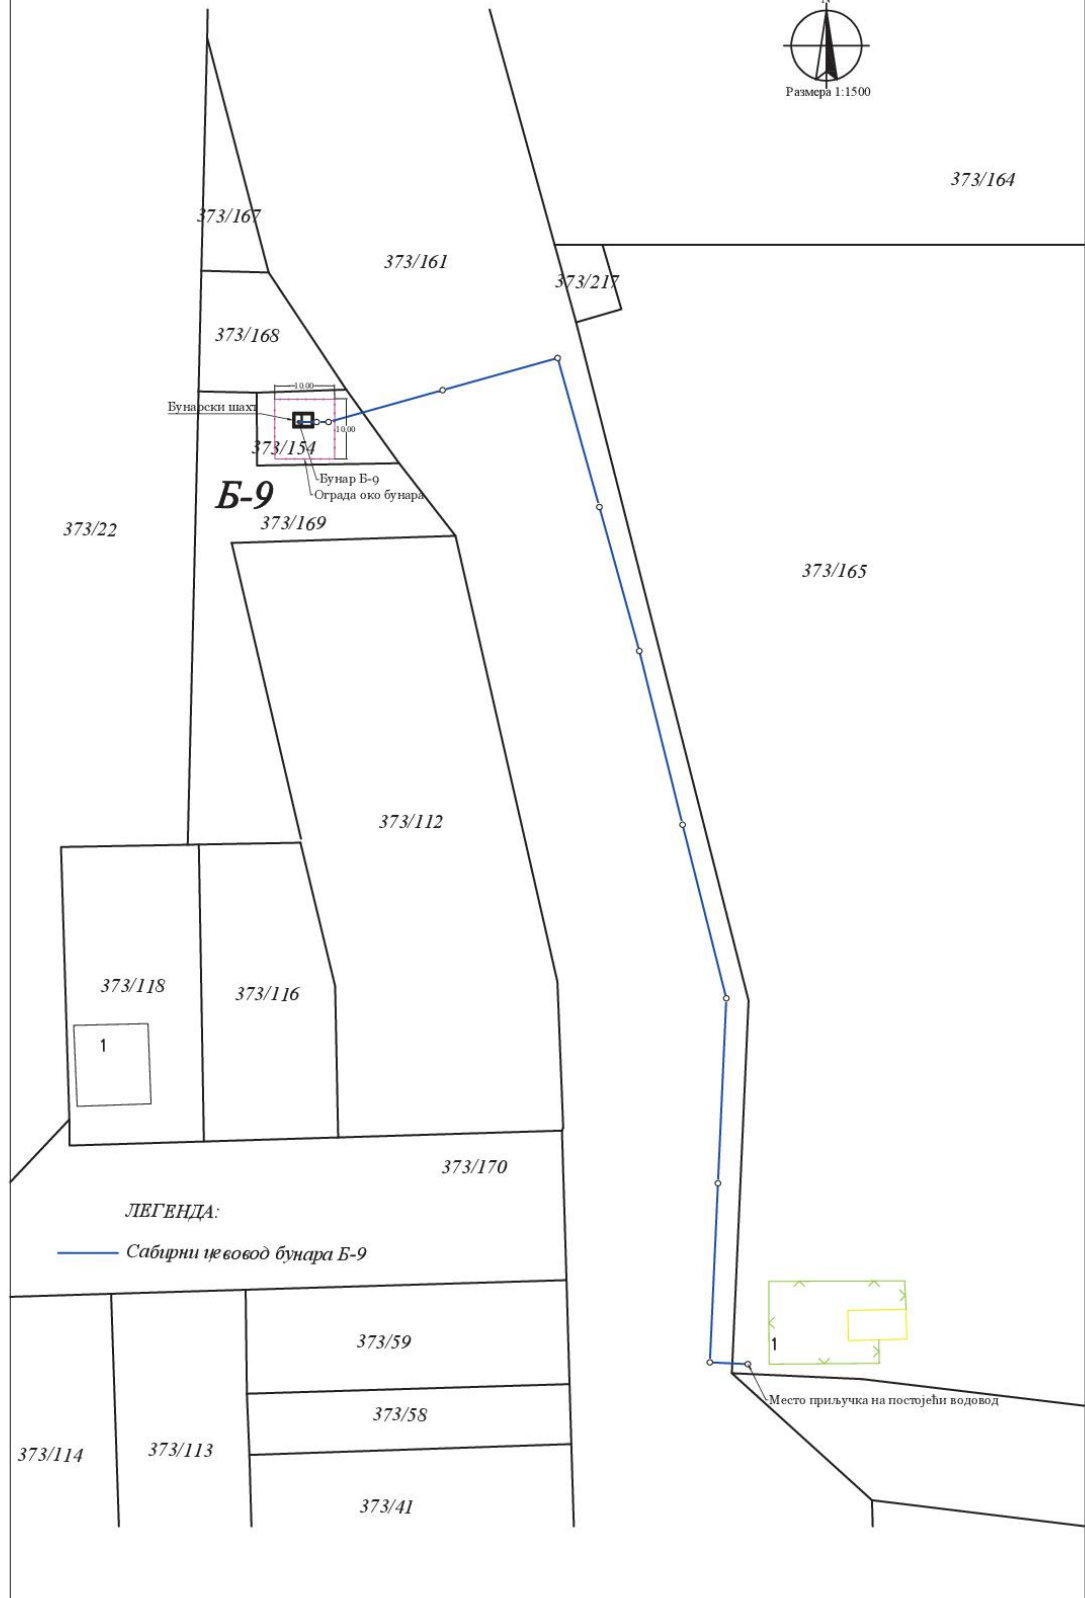 N
Размера 1:1500
373/164
373/167
373/161
373/217
373/168
10,00
Бунарски шахт
10,00
373/154
Бунар Б-9
Б-9
Ограда око бунара
373/169
373/22
373/165
373/112
373/118
373/116
1
373/170
ЛЕГЕНДА:
Сабирни цевовод бунара Б-9
373/59
1
Место прикључка на постојећи водовод
373/58
373/114
373/113
373/41